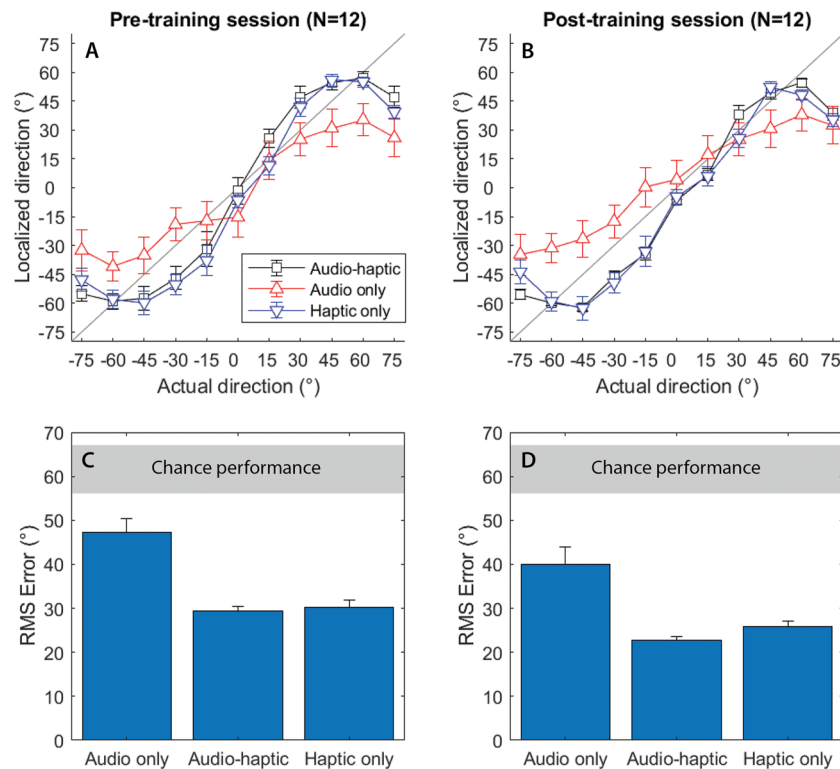 Pre-training session (N=12)
Post-training session (N=12)
A
75
60
45
30
15
0
-15
-30
-45
-60
-75
Localized direction (°)
Audio-haptic
Audio only
Haptic only
-75 -60 -45 -30 -15 0 15 30 45 60 75
Actual direction (°)
B
75
60
45
30
15
0
-15
-30
-45
-60
-75
Localized direction (°)
-75 -60 -45 -30 -15 0 15 30 45 60 75
Actual direction (°)
C
Chance performance
70
60
50
40
30
20
10
0
RMS Error (°)
Audio only Audio-haptic Haptic only
D
Chance performance
70
60
50
40
30
20
10
0
RMS Error (°)
Audio only Audio-haptic Haptic only